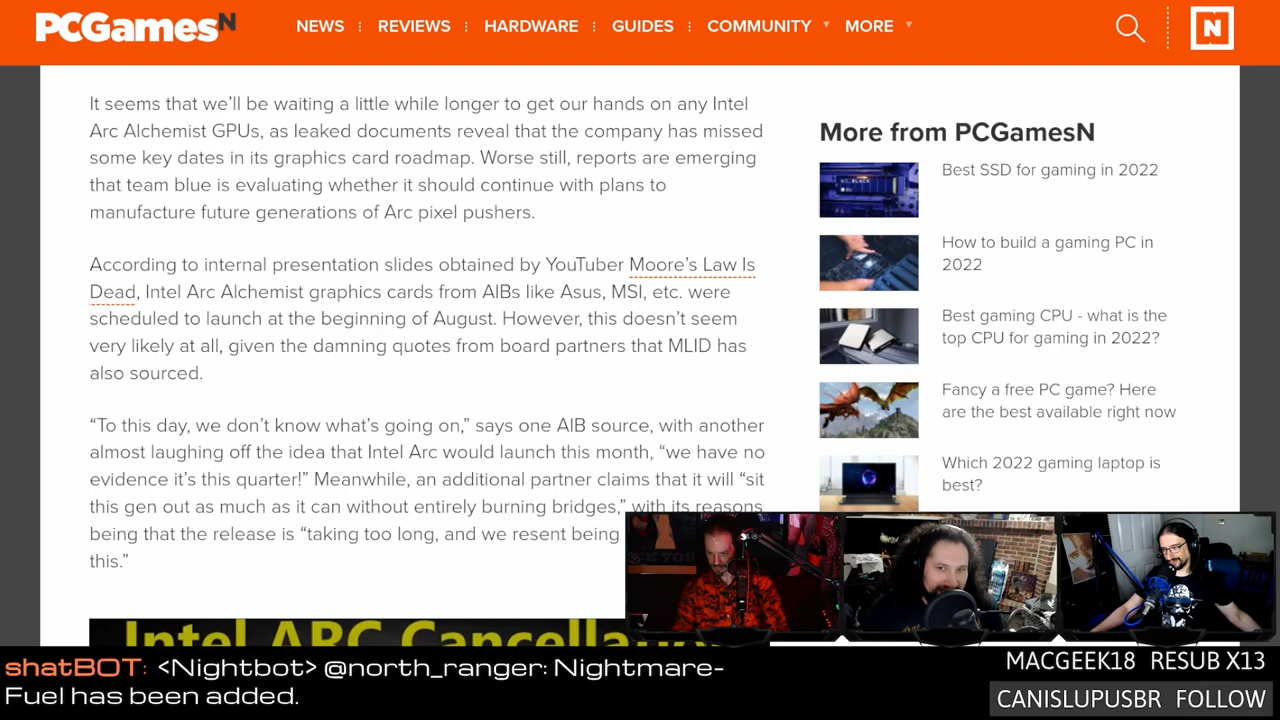 PCGamesN
NEWS
REVIEWS
HARDWARE
GUIDES
COMMUNITY
MORE
N
It seems that we'll be waiting a little while longer to get our hands on any Intel
Arc Alchemist GPUs, as leaked documents reveal that the company has missed
some key dates in its graphics card roadmap. Worse still, reports are emerging
that team blue is evaluating whether it should continue with plans to
manufacture future generations of Arc pixel pushers.
According to internal presentation slides obtained by YouTuber Moore's Law Is
Dead, Intel Arc Alchemist graphics cards from AIBs like Asus, MSI, etc. were
scheduled to launch at the beginning of August. However, this doesn't seem
very likely at all, given the damning quotes from board partners that MLID has
also sourced.
“To this day, we don't know what's going on,” says one AIB source, with another
almost laughing off the idea that Intel Arc would launch this month, “we have no
evidence it's this quarter!” Meanwhile, an additional partner claims that it will “sit
this gen out as much as it can without entirely burning bridges,” with its reasons
being that the release is “taking too long, and we resent being
this.”
Intel ARC
More from PCGamesN
Best SSD for gaming in 2022
How to build a gaming PC in
2022
Best gaming CPU - what is the
top CPU for gaming in 2022?
Fancy a free PC game? Here
are the best available right now
Which 2022 gaming laptop is
best?
shatBOT: <Nightbot> @north_ranger: Nightmare-
Fuel has been added.
MACGEEK18 RESUB X13
CANISLUPUSBR FOLLOW